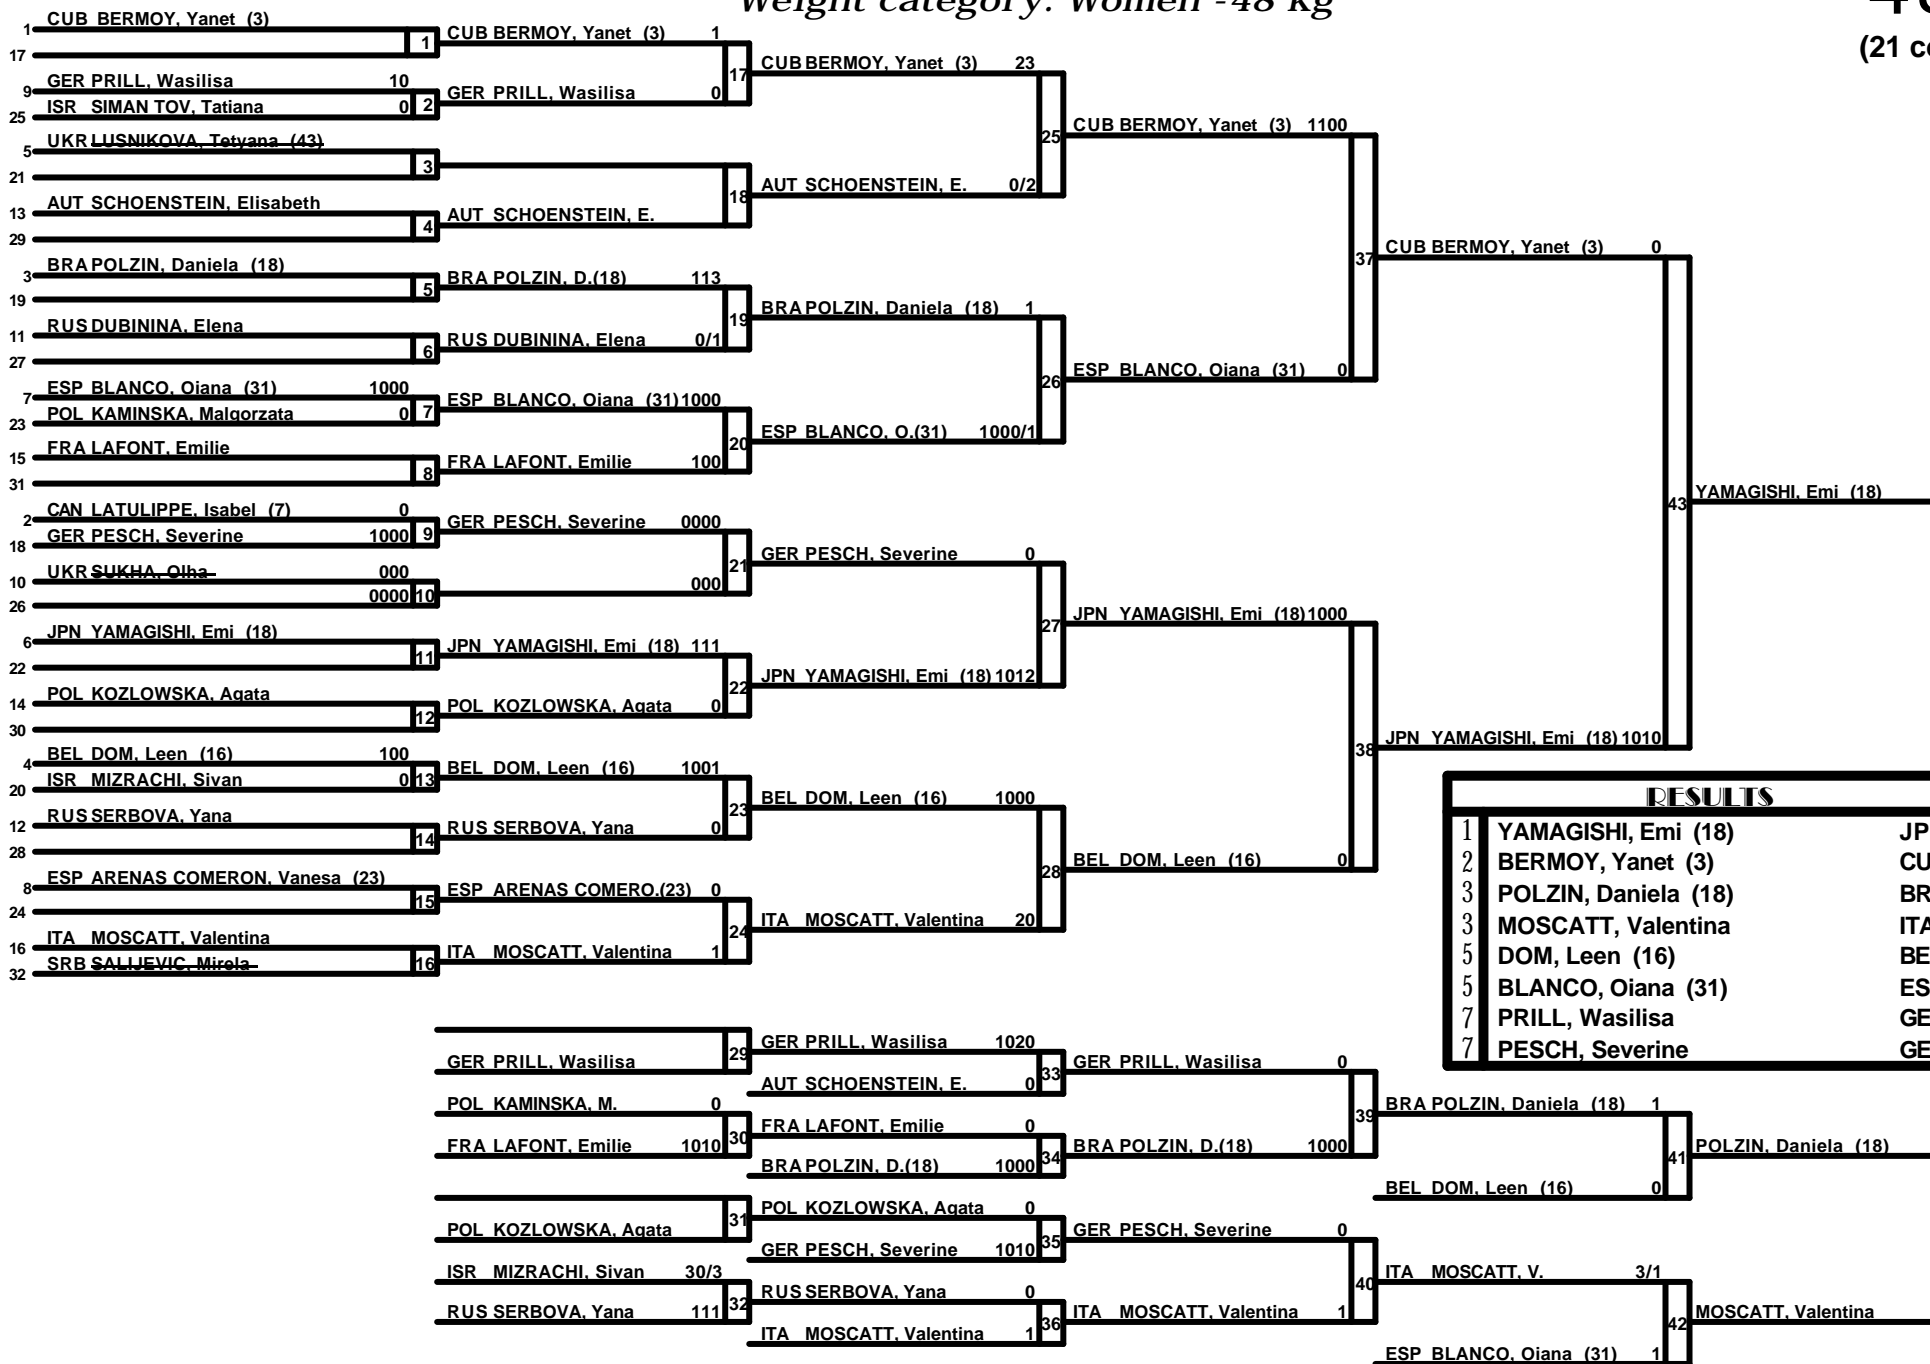 Weight category: Women -48 kg
(21 c
1 CUB BERMOY, Yanet (3)
17
1
9 GER PRILL, Wasilisa 10
25 ISR SIMAN TOV, Tatiana 0
2
5 UKR LUSNIKOVA, Tetyana (43)
21
3
13 AUT SCHOENSTEIN, Elisabeth
29
4
3 BRA POLZIN, Daniela (18)
19
5
11 RUS DUBININA, Elena
27
6
7 ESP BLANCO, Oiana (31) 1000
23 POL KAMINSKA, Malgorzata 0
7
15 FRA LAFONT, Emilie
31
8
2 CAN LATULIPPE, Isabel (7) 0
18 GER PESCH, Severine 1000
9
10 UKR SUKHA, Olha 000
26 0000
10
6 JPN YAMAGISHI, Emi (18)
22
11
14 POL KOZLOWSKA, Agata
30
12
4 BEL DOM, Leen (16) 100
20 ISR MIZRACHI, Sivan 0
13
12 RUS SERBOVA, Yana
28
14
8 ESP ARENAS COMERON, Vanesa (23)
24
15
16 ITA MOSCATT, Valentina
32 SRB SALIJEVIC, Mirela
16
CUB BERMOY, Yanet (3) 1
17
GER PRILL, Wasilisa 0
18
AUT SCHOENSTEIN, E.
BRA POLZIN, D.(18) 113
19
RUS DUBININA, Elena 0/1
ESP BLANCO, Oiana (31) 1000
20
FRA LAFONT, Emilie 100
GER PESCH, Severine 0000
21
000
JPN YAMAGISHI, Emi (18) 111
22
POL KOZLOWSKA, Agata 0
BEL DOM, Leen (16) 1001
23
RUS SERBOVA, Yana 0
ESP ARENAS COMERO.(23) 0
24
ITA MOSCATT, Valentina 1
CUB BERMOY, Yanet (3) 23
25
AUT SCHOENSTEIN, E. 0/2
BRA POLZIN, Daniela (18) 1
26
ESP BLANCO, O.(31) 1000/1
GER PESCH, Severine 0
27
JPN YAMAGISHI, Emi (18) 1012
BEL DOM, Leen (16) 1000
28
ITA MOSCATT, Valentina 20
CUB BERMOY, Yanet (3) 1100
37
ESP BLANCO, Oiana (31) 0
JPN YAMAGISHI, Emi (18) 1000
38
BEL DOM, Leen (16) 0
CUB BERMOY, Yanet (3) 0
43
JPN YAMAGISHI, Emi (18) 1010
YAMAGISHI, Emi (18)
RESULTS
1 YAMAGISHI, Emi (18) JP
2 BERMOY, Yanet (3) CU
3 POLZIN, Daniela (18) BR
3 MOSCATT, Valentina ITA
5 DOM, Leen (16) BE
5 BLANCO, Oiana (31) ES
7 PRILL, Wasilisa GE
7 PESCH, Severine GE
29
GER PRILL, Wasilisa
POL KAMINSKA, M. 0
30
FRA LAFONT, Emilie 1010
31
POL KOZLOWSKA, Agata
ISR MIZRACHI, Sivan 30/3
32
RUS SERBOVA, Yana 111
GER PRILL, Wasilisa 1020
33
AUT SCHOENSTEIN, E. 0
FRA LAFONT, Emilie 0
34
BRA POLZIN, D.(18) 1000
POL KOZLOWSKA, Agata 0
35
GER PESCH, Severine 1010
RUS SERBOVA, Yana 0
36
ITA MOSCATT, Valentina 1
GER PRILL, Wasilisa 0
39
BRA POLZIN, D.(18) 1000
GER PESCH, Severine 0
40
ITA MOSCATT, Valentina 1
BRA POLZIN, Daniela (18) 1
41
BEL DOM, Leen (16) 0
ITA MOSCATT, V. 3/1
42
ESP BLANCO, Oiana (31) 1
POLZIN, Daniela (18)
MOSCATT, Valentina